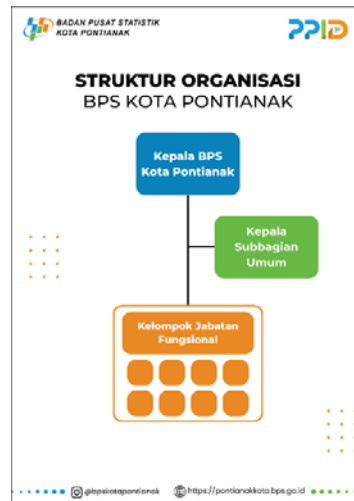 BADAN PUSAT STATISTIK
KOTA PONTIANAK
PPID
STRUKTUR ORGANISASI
BPS KOTA PONTIANAK
Kepala BPS
Kota Pontianak
Kepala
Subbagian
Umum
Kelompok Jabatan
Fungsional
@bpskotapontianak
https://pontianakkota.bps.go.id